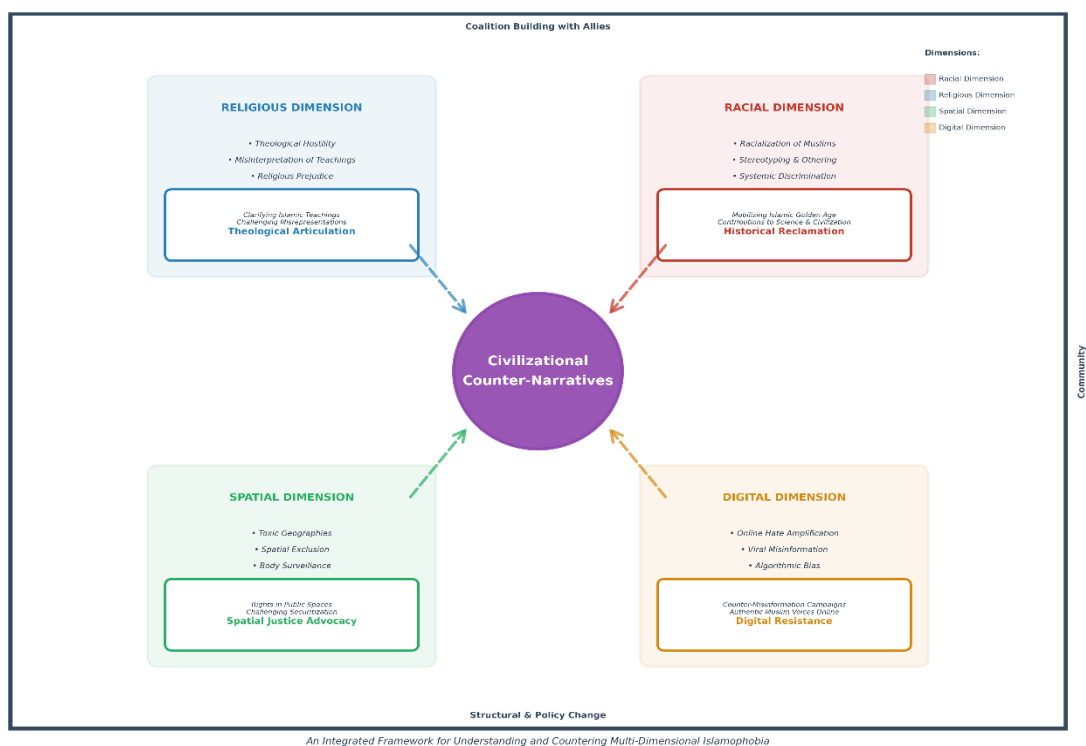 Coalition Building with Allies
Dimensions:
Racial Dimension
Religious Dimension
Spatial Dimension
Digital Dimension
RELIGIOUS DIMENSION
• Theological Hostility
• Misinterpretation of Teachings
• Religious Prejudice
Clarifying Islamic Teachings
Challenging Misrepresentations
Theological Articulation
RACIAL DIMENSION
• Racialization of Muslims
• Stereotyping & Othering
• Systemic Discrimination
Mobilizing Islamic Golden Age
Contributions to Science & Civilization
Historical Reclamation
Civilizational
Counter-Narratives
Community
SPATIAL DIMENSION
• Toxic Geographies
• Spatial Exclusion
• Body Surveillance
Rights in Public Spaces
Challenging Securitization
Spatial Justice Advocacy
DIGITAL DIMENSION
• Online Hate Amplification
• Viral Misinformation
• Algorithmic Bias
Counter-Misinformation Campaigns
Authentic Muslim Voices Online
Digital Resistance
Structural & Policy Change
An Integrated Framework for Understanding and Countering Multi-Dimensional Islamophobia